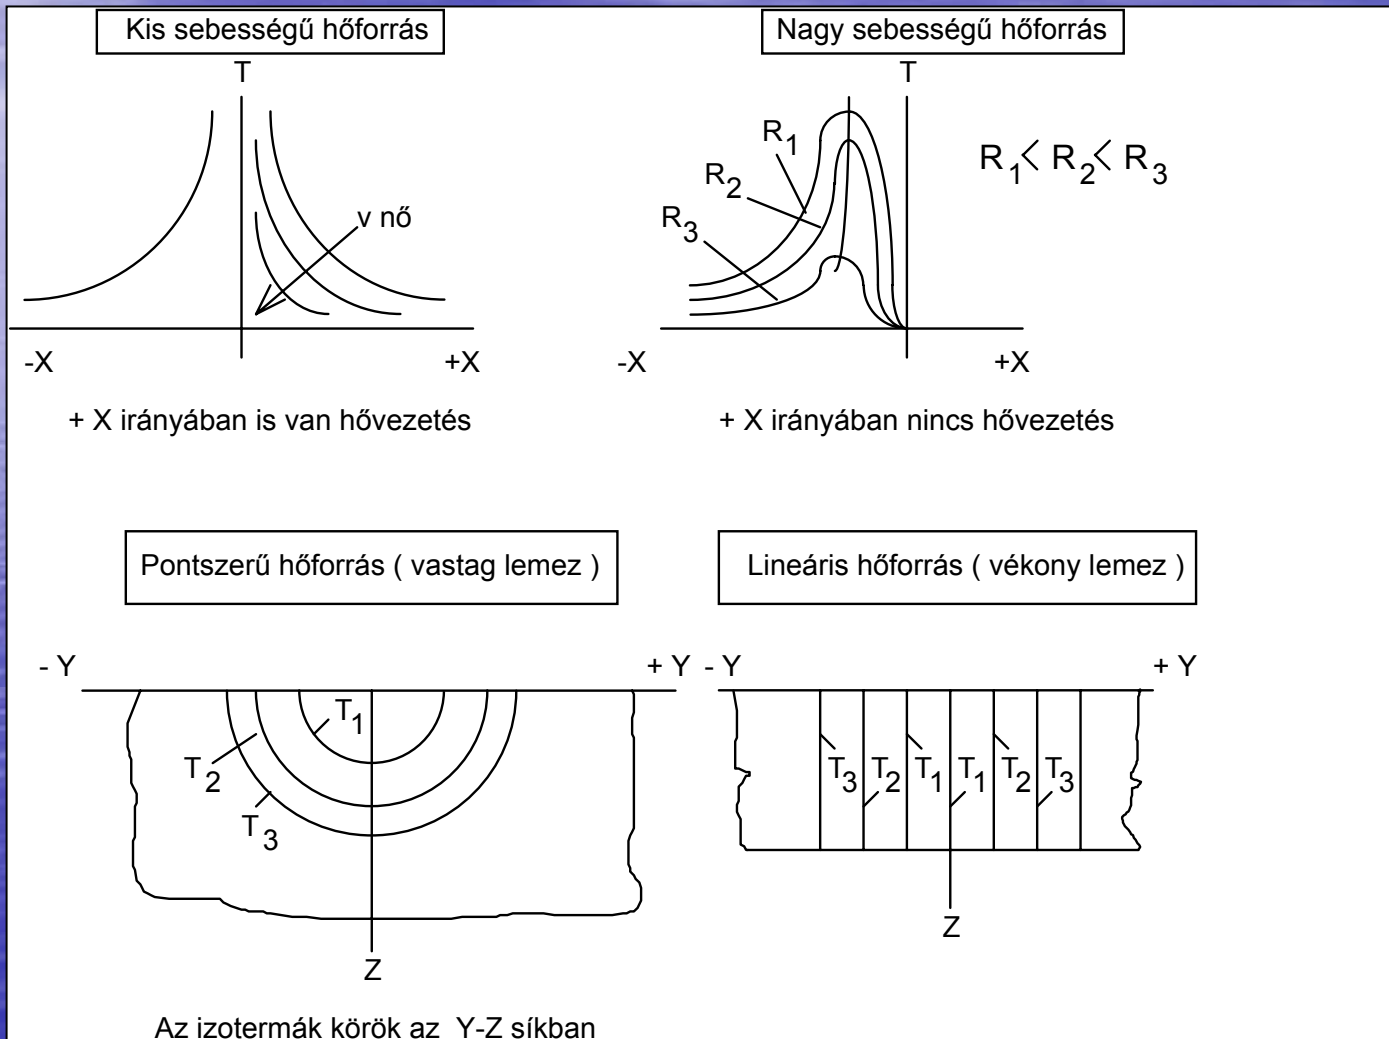 Kis sebességű hőforrás
T
v nő
-X
+X
+ X irányában is van hővezetés
Nagy sebességű hőforrás
T
R1
R2
R3
R1< R2< R3
-X
+X
+ X irányában nincs hővezetés
Pontszerű hőforrás ( vastag lemez )
- Y
+ Y
T1
T2
T3
Z
Az izotermák körök az Y-Z síkban
Lineáris hőforrás ( vékony lemez )
- Y
+ Y
T3 T2 T1 T1 T2 T3
Z